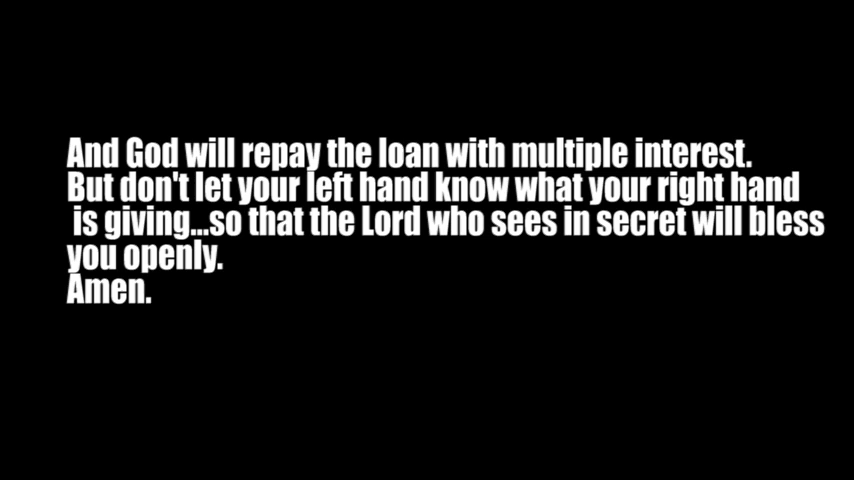 And God will repay the loan with multiple interest.
But don't let your left hand know what your right hand
is giving...so that the Lord who sees in secret will bless
you openly.
Amen.